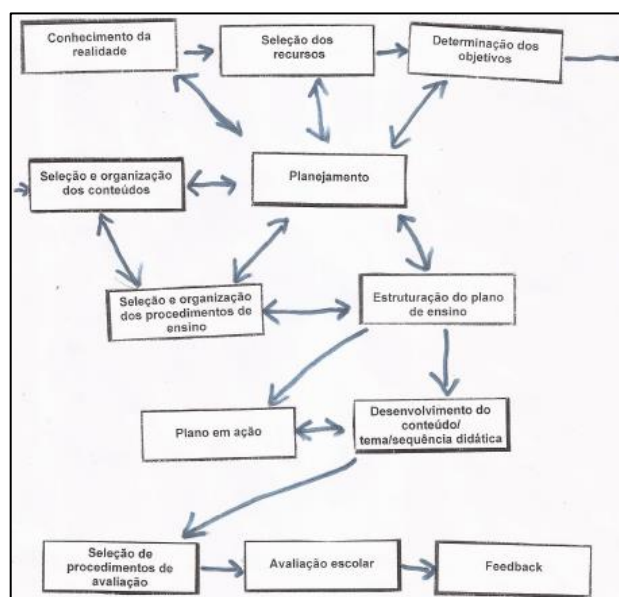 Conhecimento da
realidade
Seleção dos
recursos
Determinação dos
objetivos
Seleção e organização
dos conteúdos
Planejamento
Seleção e organização
dos procedimentos de
ensino
Estruturação do plano
de ensino
Plano em ação
Desenvolvimento do
conteúdo/
tema/sequência didática
Seleção de
procedimentos de
avaliação
Avaliação escolar
Feedback